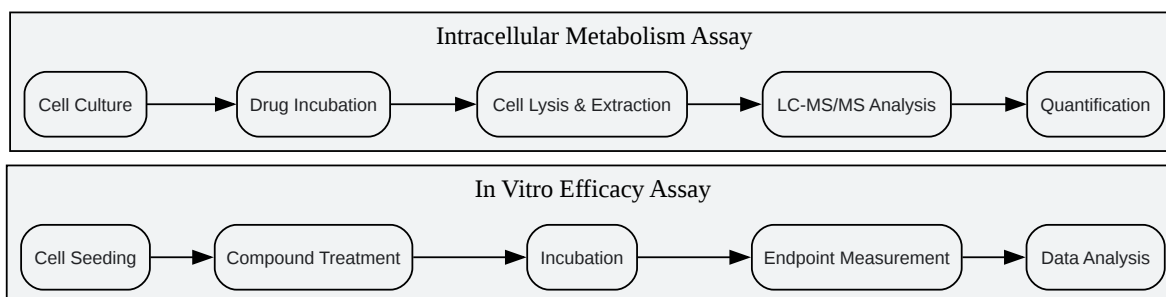 Intracellular Metabolism Assay
Cell Culture
Drug Incubation
Cell Lysis & Extraction
LC-MS/MS Analysis
Quantification
In Vitro Efficacy Assay
Cell Seeding
Compound Treatment
Incubation
Endpoint Measurement
Data Analysis